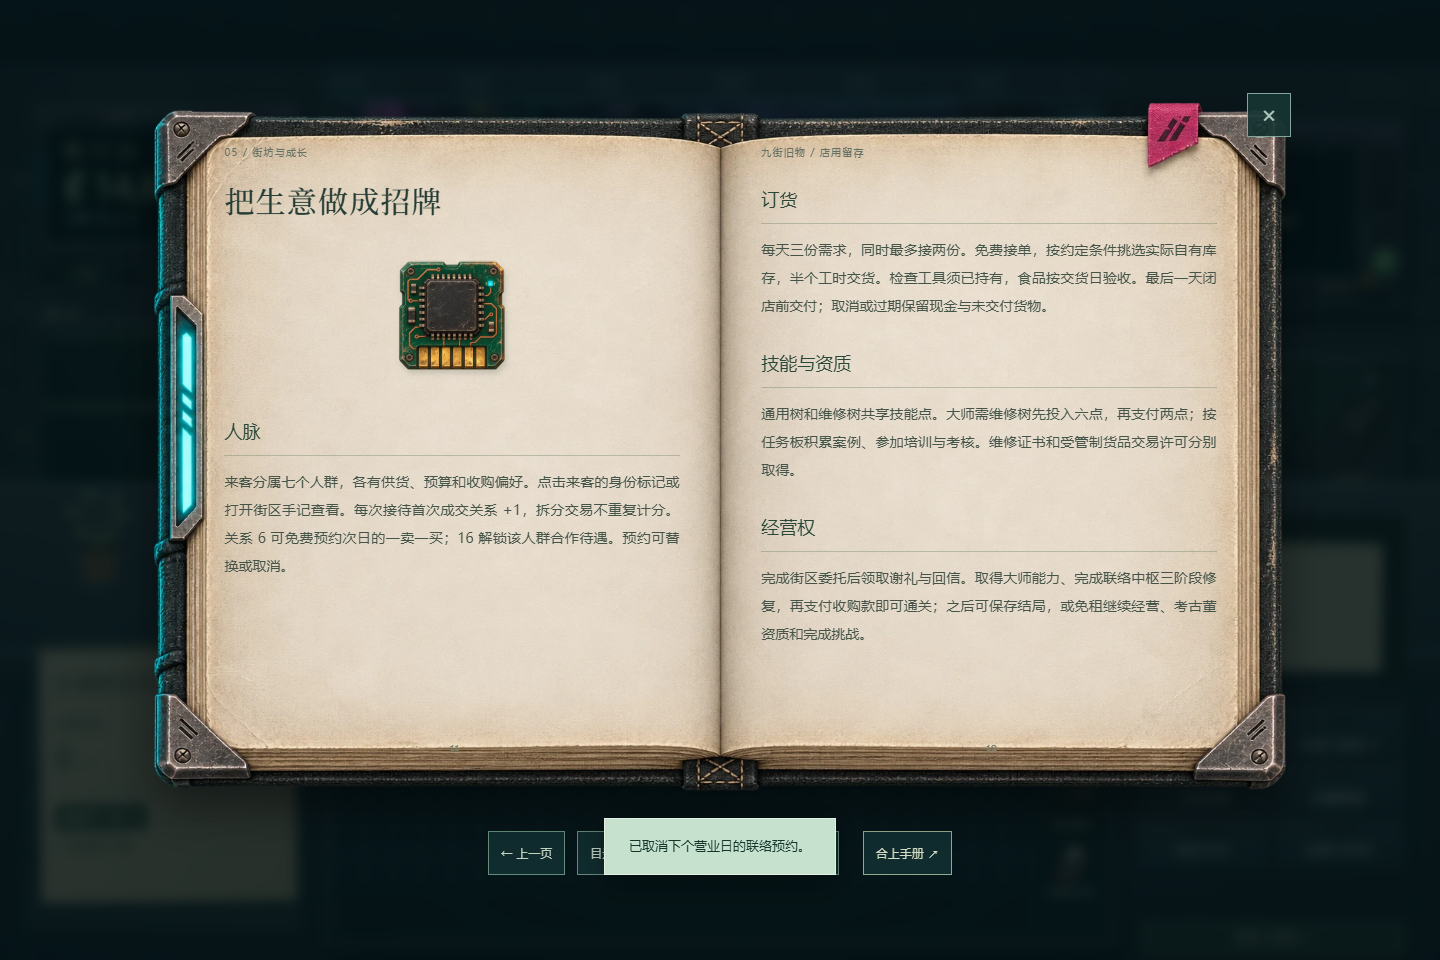 05 / 街坊与成长
把生意做成招牌
人脉
来客分属七个人群，各有供货、预算和收购偏好。点击来客的身份标记或
打开街区手记查看。每次接待首次成交关系 +1，拆分交易不重复计分。
关系 6 可免费预约次日的一卖一买；16 解锁该人群合作待遇。预约可替
换或取消。
九街旧物 / 店用留存
订货
每天三份需求，同时最多接两份。免费接单，按约定条件挑选实际自有库
存，半个工时交货。检查工具须已持有，食品按交货日验收。最后一天闭
店前交付；取消或过期保留现金与未交付货物。
技能与资质
通用树和维修树共享技能点。大师需维修树先投入六点，再支付两点；按
任务板积累案例、参加培训与考核。维修证书和受管制货品交易许可分别
取得。
经营权
完成街区委托后领取谢礼与回信。取得大师能力、完成联络中枢三阶段修
复，再支付收购款即可通关；之后可保存结局，或免租继续经营、考古董
资质和完成挑战。
×
← 上一页
已取消下个营业日的联络预约。
合上手册 ↗